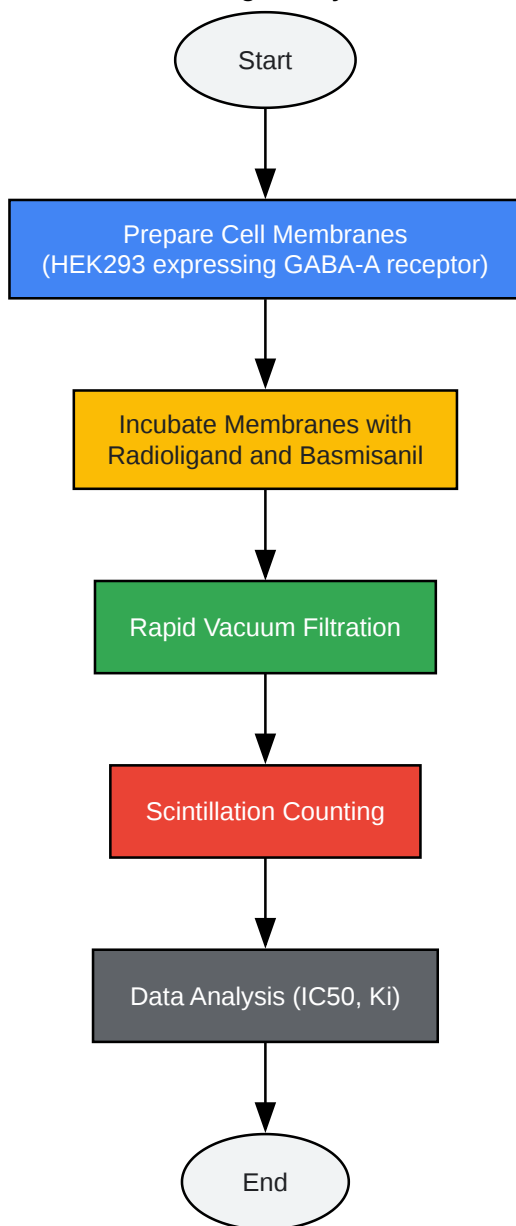 Start
Prepare Cell Membranes
(HEK293 expressing GABA-A receptor)
Incubate Membranes with
Radioligand and Basmisanil
Rapid Vacuum Filtration
Scintillation Counting
Data Analysis (IC50, Ki)
End